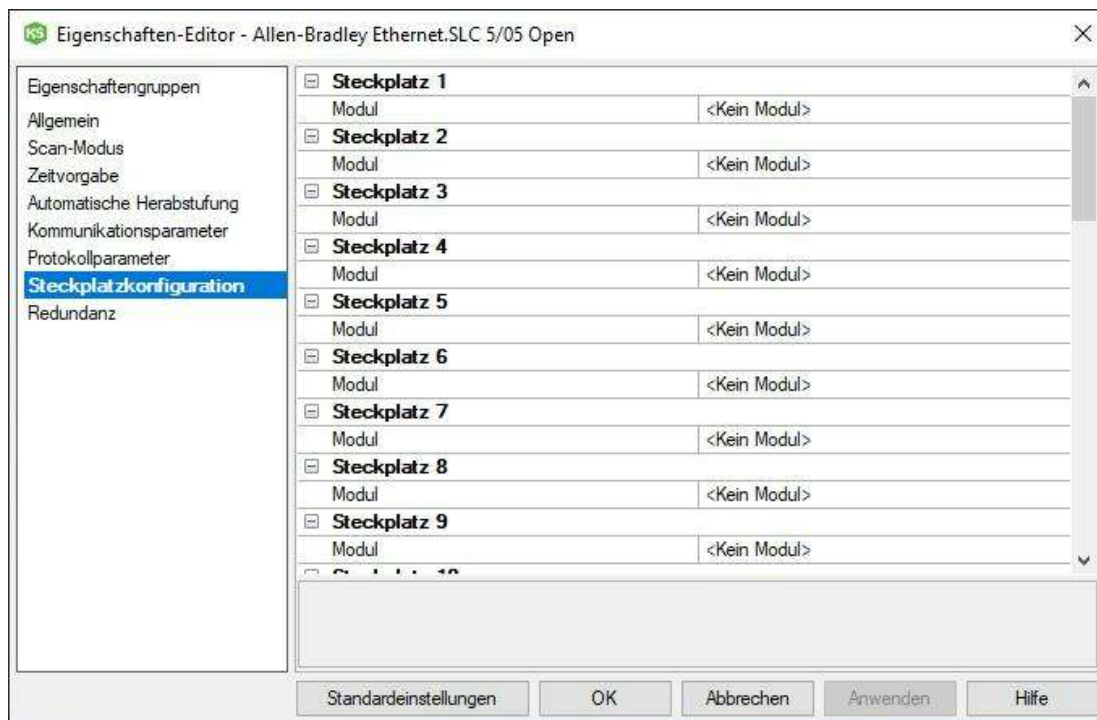 KS Eigenschaften-Editor - Allen-Bradley Ethernet.SLC 5/05 Open
Eigenschaftengruppen
Allgemein
Scan-Modus
Zeitvorgabe
Automatische Herabstufung
Kommunikationsparameter
Protokollparameter
Steckplatzkonfiguration
Redundanz
Steckplatz 1
Modul <Kein Modul>
Steckplatz 2
Modul <Kein Modul>
Steckplatz 3
Modul <Kein Modul>
Steckplatz 4
Modul <Kein Modul>
Steckplatz 5
Modul <Kein Modul>
Steckplatz 6
Modul <Kein Modul>
Steckplatz 7
Modul <Kein Modul>
Steckplatz 8
Modul <Kein Modul>
Steckplatz 9
Modul <Kein Modul>
Standardeinstellungen OK Abbrechen Anwenden Hilfe